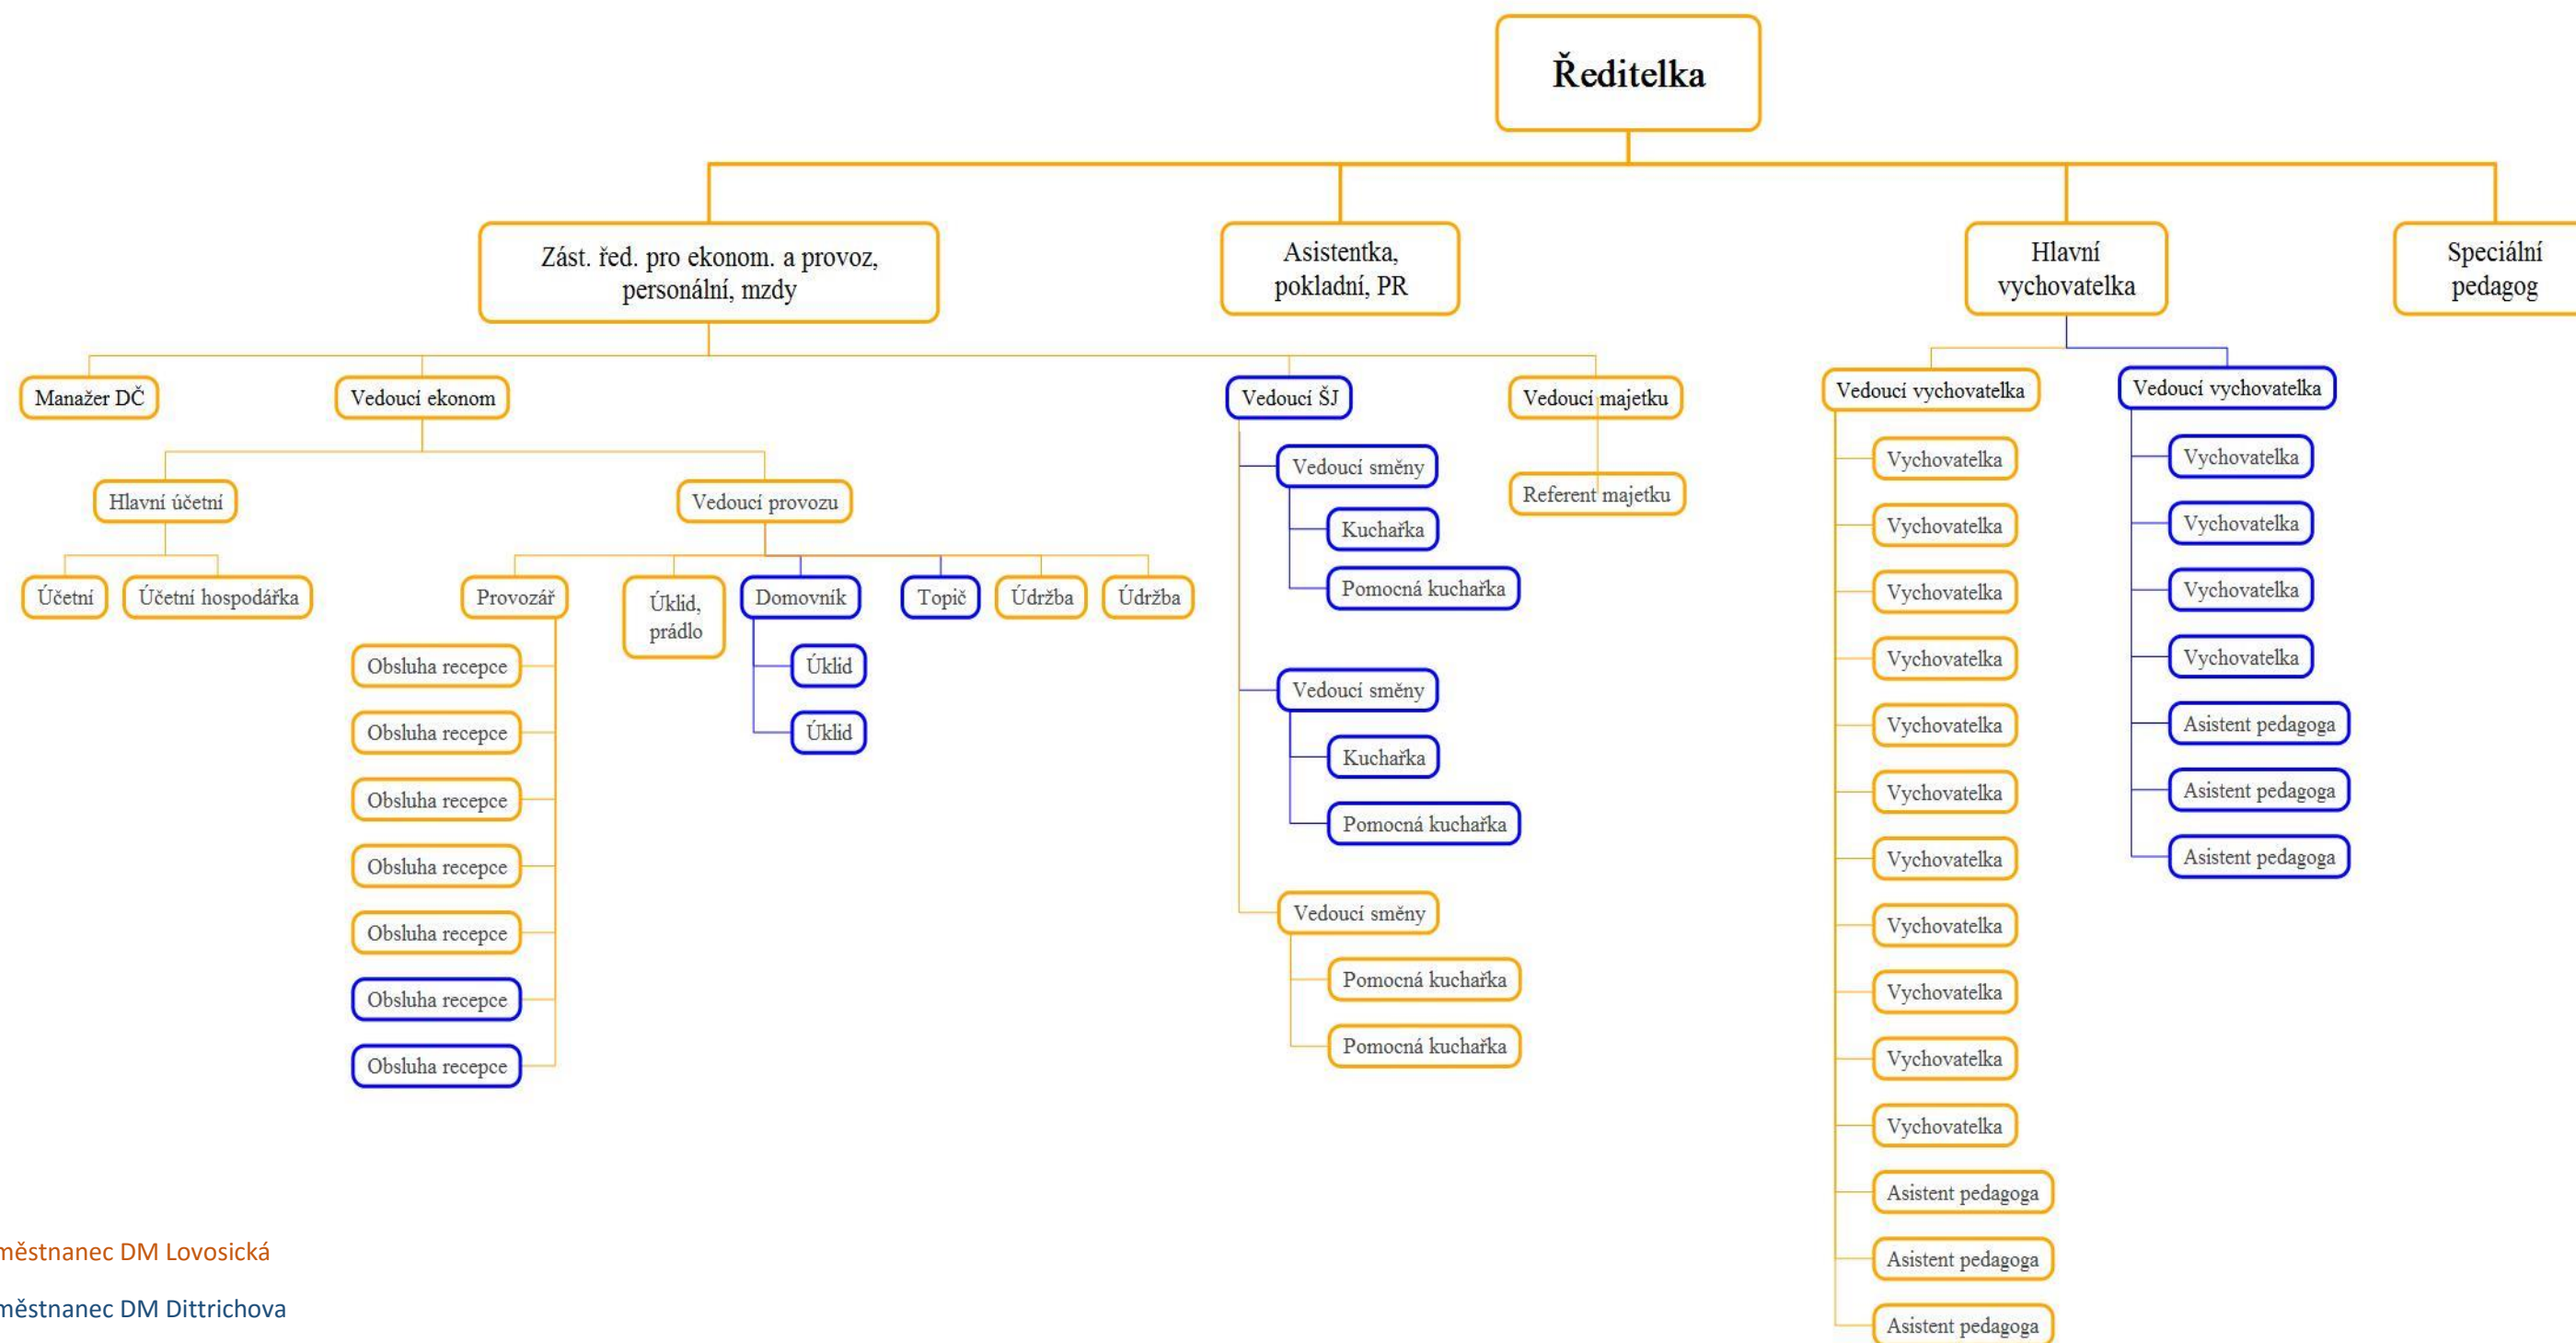 Ředitelka
Zást. řed. pro ekonom. a provoz,
personální, mzdy
Asistentka,
pokladní, PR
Hlavní
vychovatelka
Speciální
pedagog
Manažer DČ
Vedoucí ekonom
Vedoucí ŠJ
Vedoucí majetku
Vedoucí vychovatelka
Vedoucí vychovatelka
Hlavní účetní
Vedoucí provozu
Účetní
Účetní hospodářka
Provozář
Úklid,
prádlo
Domovník
Topič
Údržba
Údržba
Obsluha recepce
Obsluha recepce
Obsluha recepce
Obsluha recepce
Obsluha recepce
Obsluha recepce
Obsluha recepce
Úklid
Úklid
Vedoucí směny
Kuchařka
Pomocná kuchařka
Vedoucí směny
Kuchařka
Pomocná kuchařka
Vedoucí směny
Pomocná kuchařka
Pomocná kuchařka
Referent majetku
Vychovatelka
Vychovatelka
Vychovatelka
Vychovatelka
Vychovatelka
Vychovatelka
Vychovatelka
Vychovatelka
Vychovatelka
Vychovatelka
Vychovatelka
Asistent pedagoga
Asistent pedagoga
Asistent pedagoga
Vychovatelka
Vychovatelka
Vychovatelka
Vychovatelka
Asistent pedagoga
Asistent pedagoga
Asistent pedagoga
městnanec DM Lovosická
městnanec DM Dittrichova